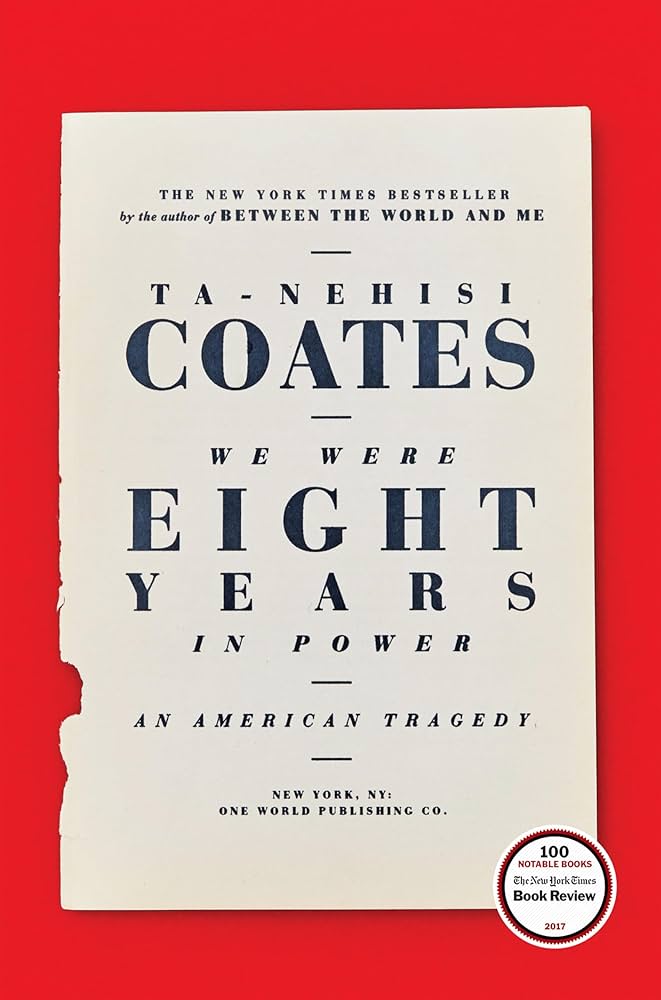 THE NEW YORK TIMES BESTSELLER
by the author of BETWEEN THE WORLD AND ME
TA-NEHISI
COATES
WE WERE
EIGHT
YEARS
IN POWER
AN AMERICAN TRAGEDY
NEW YORK, NY:
ONE WORLD PUBLISHING CO.
100
NOTABLE BOOKS
The New York Times
Book Review
2017